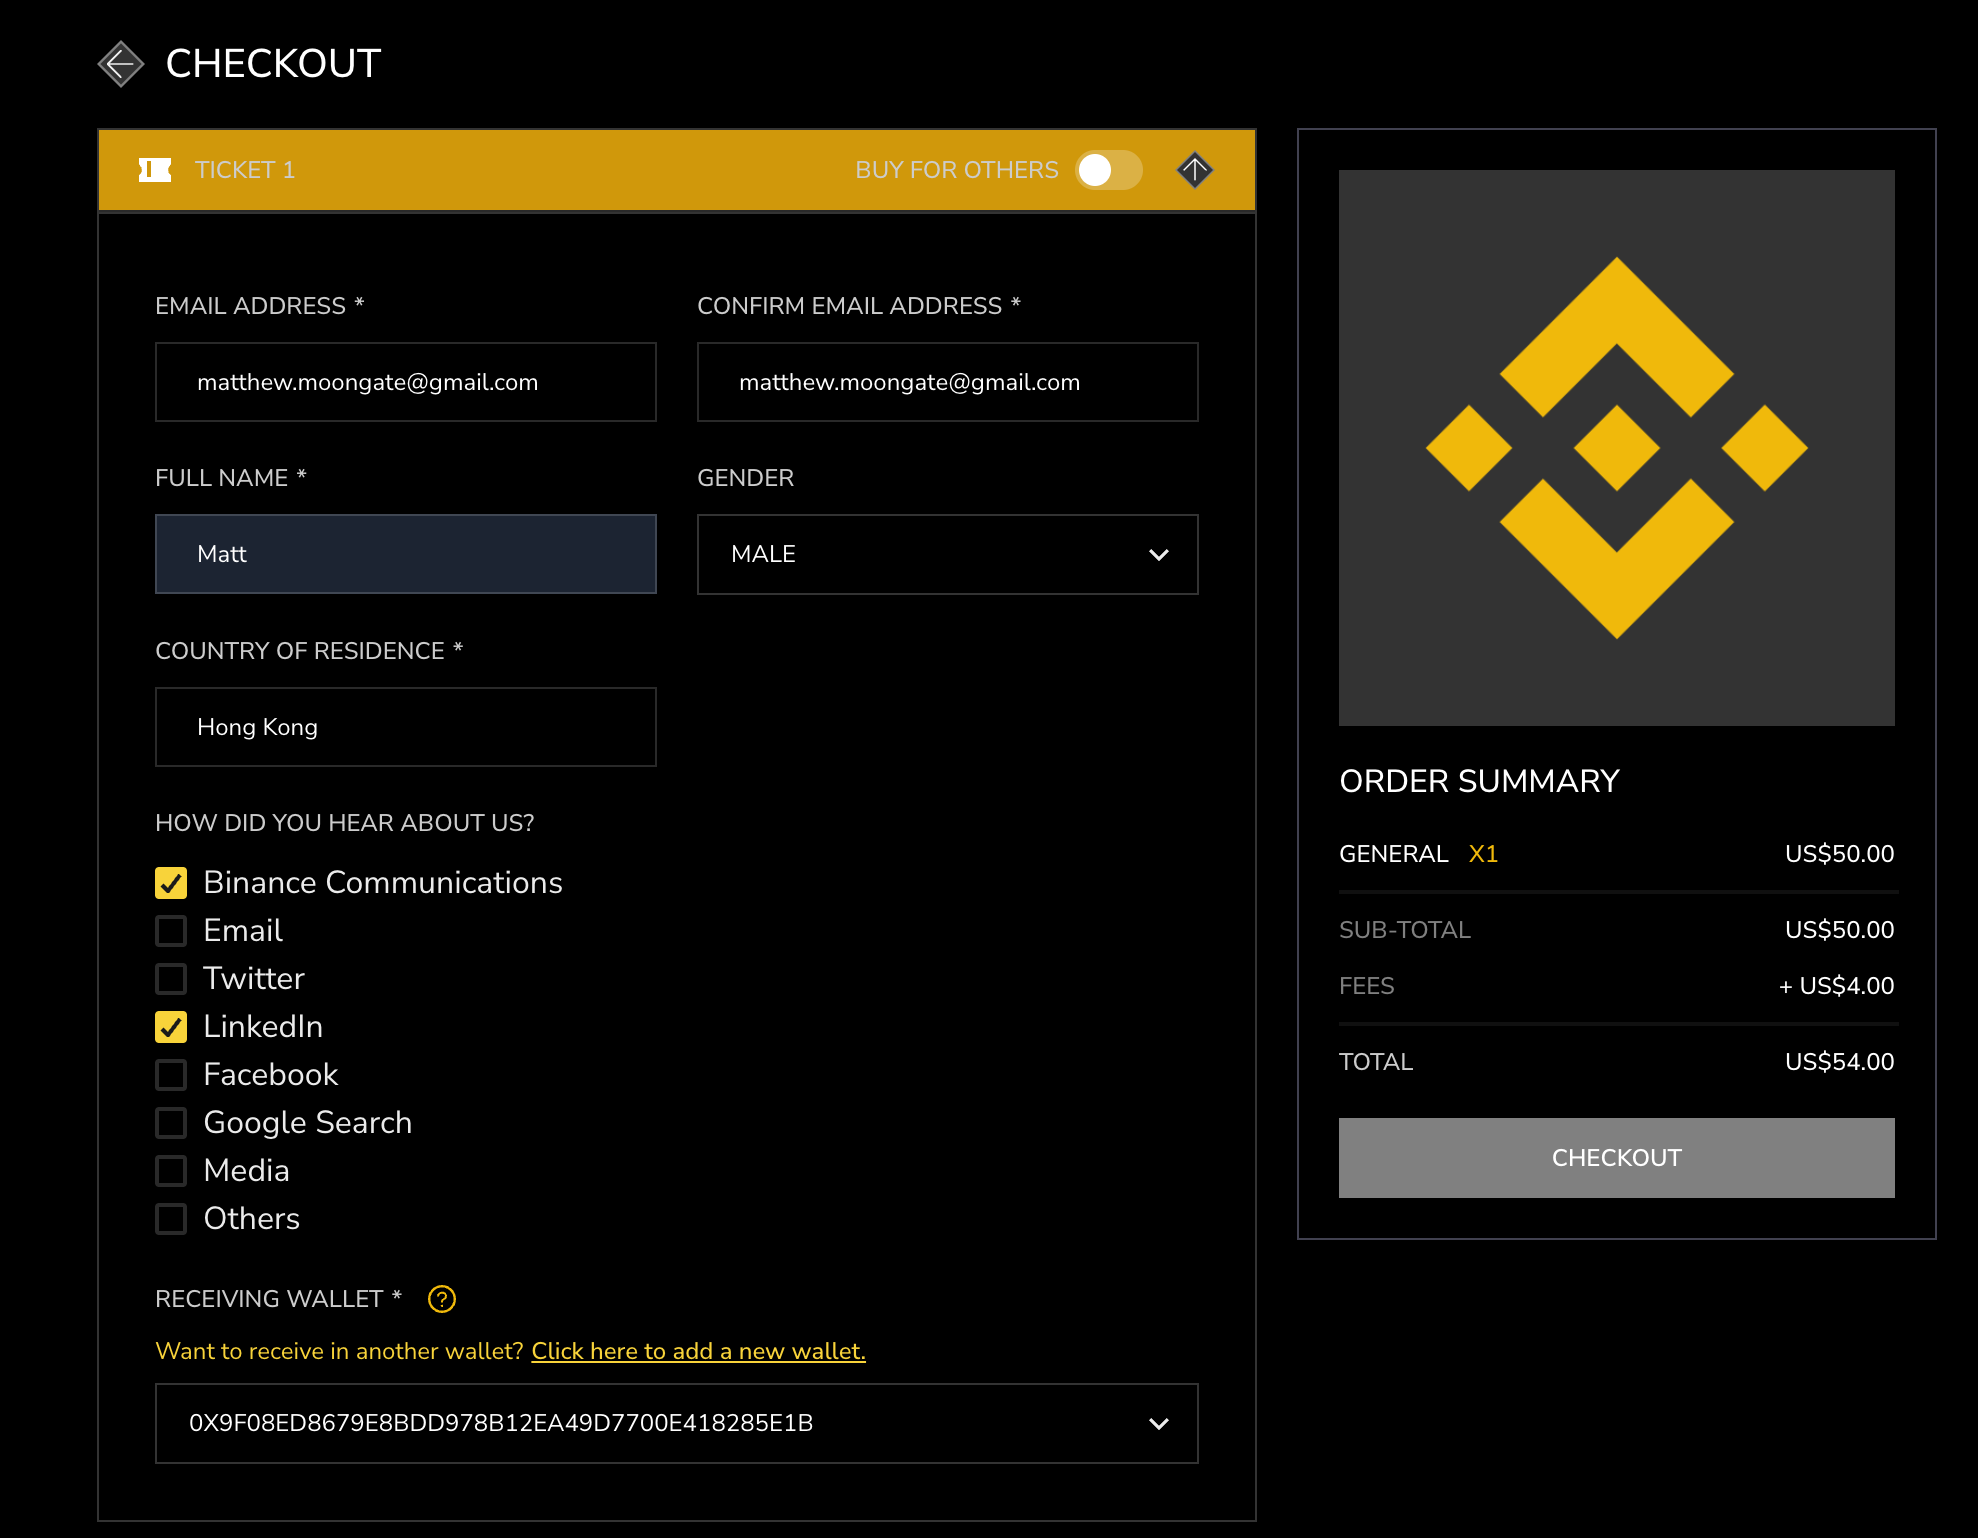 CHECKOUT
TICKET 1
BUY FOR OTHERS
EMAIL ADDRESS *
CONFIRM EMAIL ADDRESS *
matthew.moongate@gmail.com
matthew.moongate@gmail.com
FULL NAME *
GENDER
Matt
MALE
COUNTRY OF RESIDENCE *
Hong Kong
HOW DID YOU HEAR ABOUT US?
Binance Communications
Email
Twitter
LinkedIn
Facebook
Google Search
Media
Others
RECEIVING WALLET * ?
Want to receive in another wallet? Click here to add a new wallet.
0X9F08ED8679E8BDD978B12EA49D7700E418285E1B
ORDER SUMMARY
GENERAL X1 US$50.00
SUB-TOTAL US$50.00
FEES + US$4.00
TOTAL US$54.00
CHECKOUT